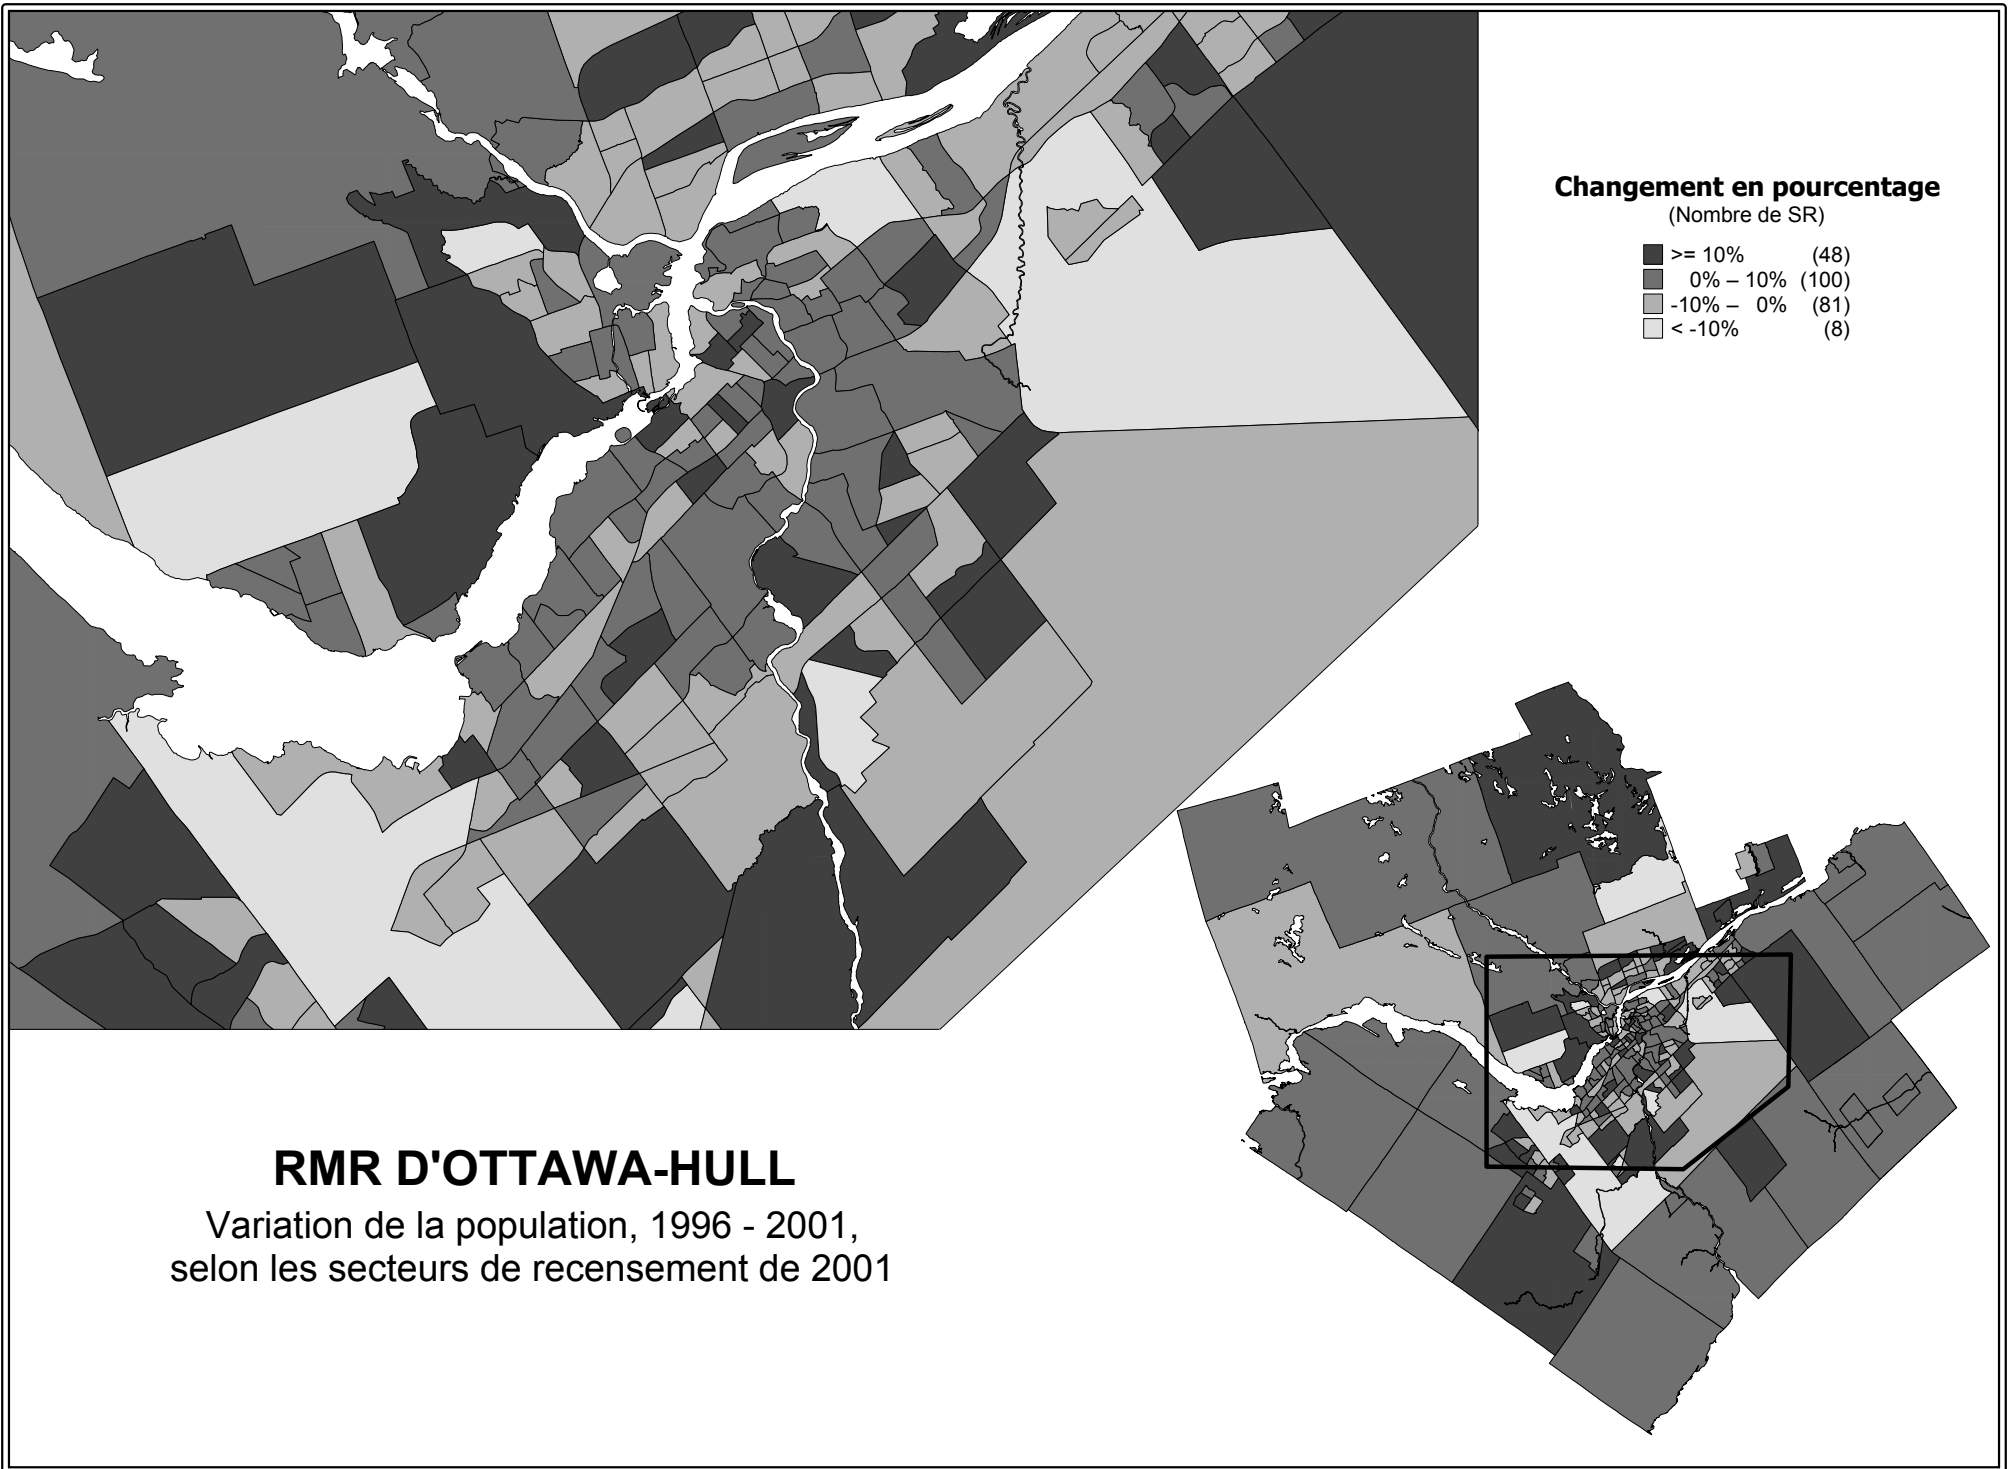 Changement en pourcentage
(Nombre de SR)
>= 10% (48)
0% – 10% (100)
-10% – 0% (81)
< -10% (8)
RMR D'OTTAWA-HULL
Variation de la population, 1996 - 2001,
selon les secteurs de recensement de 2001